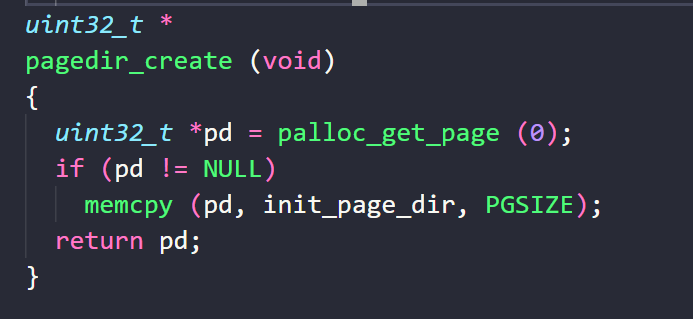 uint32_t *
pagedir_create (void)
{
  uint32_t *pd = palloc_get_page (0);
  if (pd != NULL)
    memcpy (pd, init_page_dir, PGSIZE);
  return pd;
}